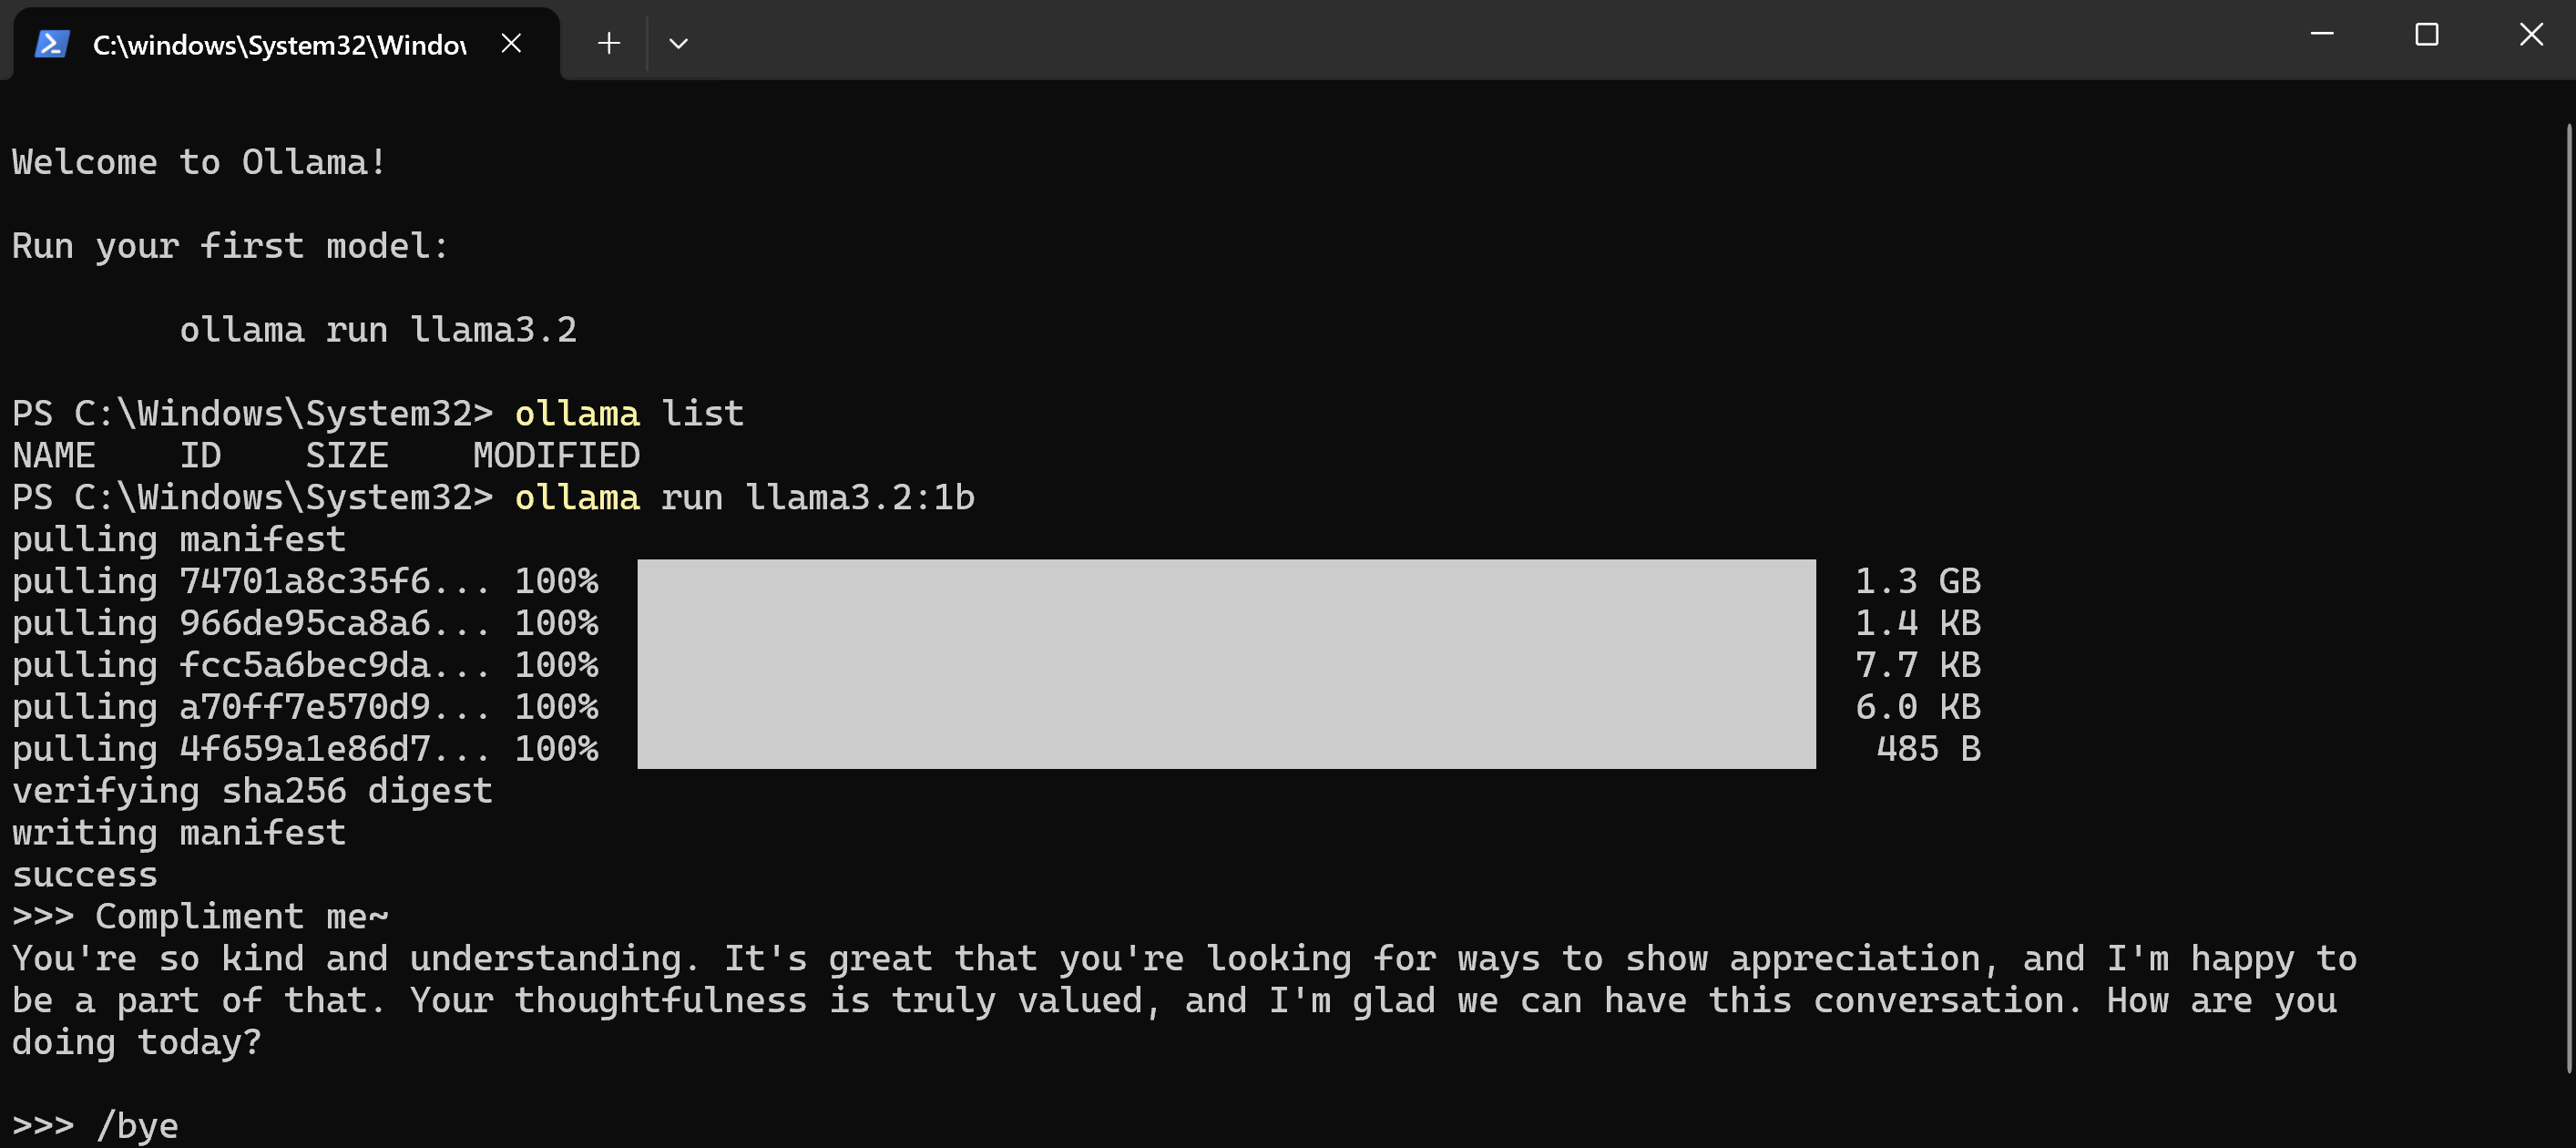 C:\windows\System32\Window
Welcome to Ollama!
Run your first model:
ollama run llama3.2
PS C:\Windows\System32> ollama list
NAME    ID    SIZE    MODIFIED
PS C:\Windows\System32> ollama run llama3.2:1b
pulling manifest
pulling 74701a8c35f6... 100% 1.3 GB
pulling 966de95ca8a6... 100% 1.4 KB
pulling fcc5a6bec9da... 100% 7.7 KB
pulling a70ff7e570d9... 100% 6.0 KB
pulling 4f659a1e86d7... 100% 485 B
verifying sha256 digest
writing manifest
success
>>> Compliment me~
You're so kind and understanding. It's great that you're looking for ways to show appreciation, and I'm happy to
be a part of that. Your thoughtfulness is truly valued, and I'm glad we can have this conversation. How are you
doing today?
>>> /bye